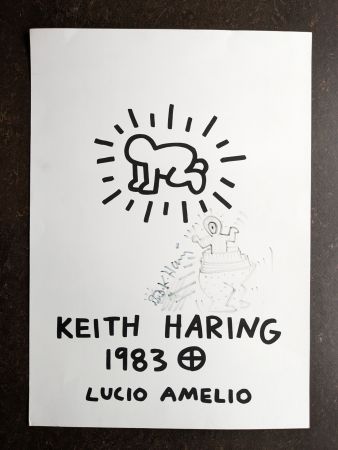 KEITH HARING
1983 ⊕
LUCIO AMELIO